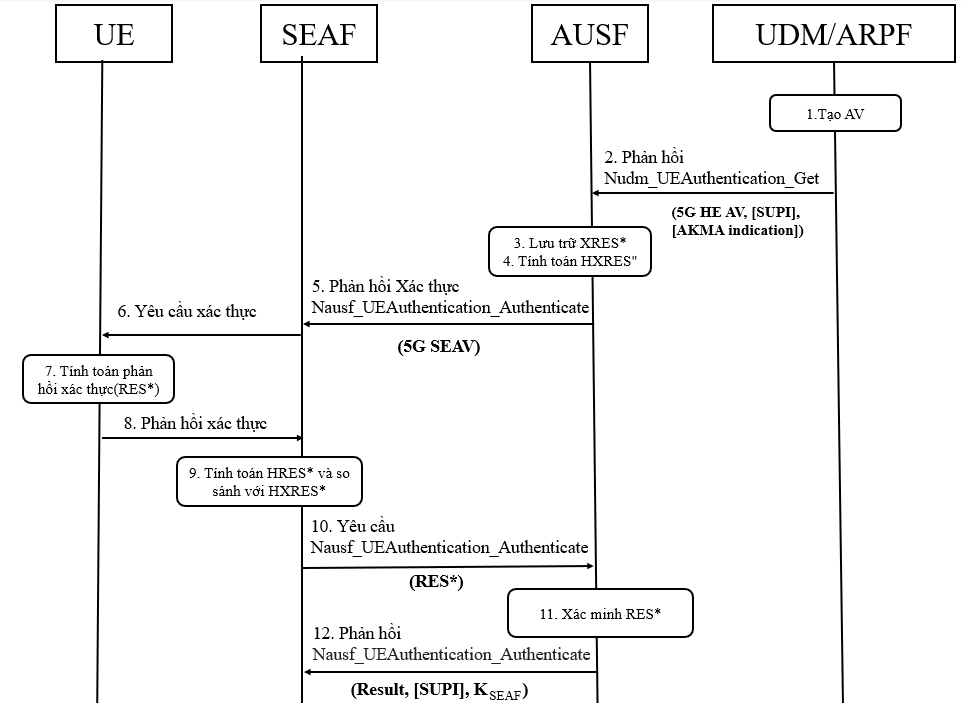 UE
SEAF
AUSF
UDM/ARPF
1.Tạo AV
2. Phản hồi
Nudm_UEAuthentication_Get
(5G HE AV, [SUPI],
[AKMA indication])
3. Lưu trữ XRES*
4. Tính toán HXRES"
5. Phản hồi Xác thực
Nausf_UEAuthentication_Authenticate
(5G SEAV)
6. Yêu cầu xác thực
7. Tính toán phản
hồi xác thực(RES*)
8. Phản hồi xác thực
9. Tính toán HRES* và so
sánh với HXRES*
10. Yêu cầu
Nausf_UEAuthentication_Authenticate
(RES*)
11. Xác minh RES*
12. Phản hồi
Nausf_UEAuthentication_Authenticate
(Result, [SUPI], K SEAF)